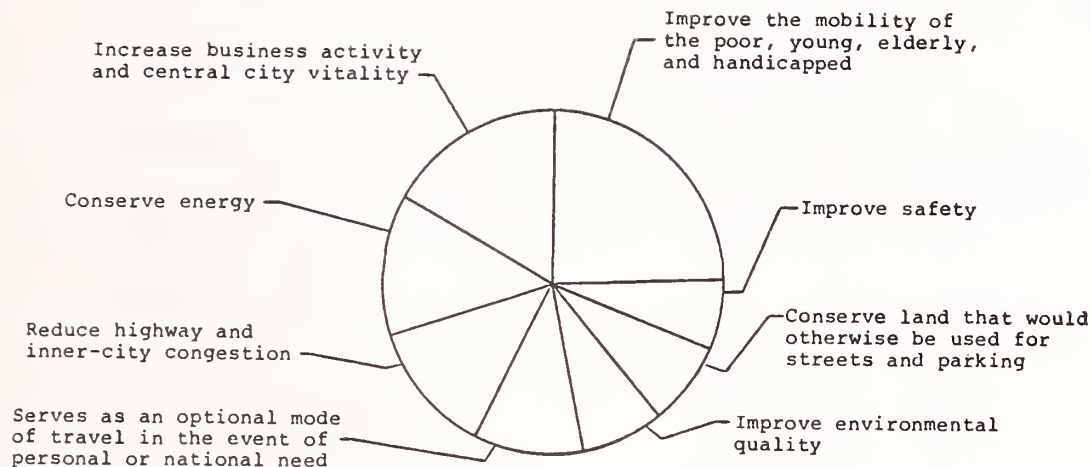 Improve the mobility of
the poor, young, elderly,
and handicapped
Increase business activity
and central city vitality
Conserve energy
Improve safety
Reduce highway and
inner-city congestion
Conserve land that would
otherwise be used for
streets and parking
Serves as an optional mode
of travel in the event of
personal or national need
Improve environmental
quality